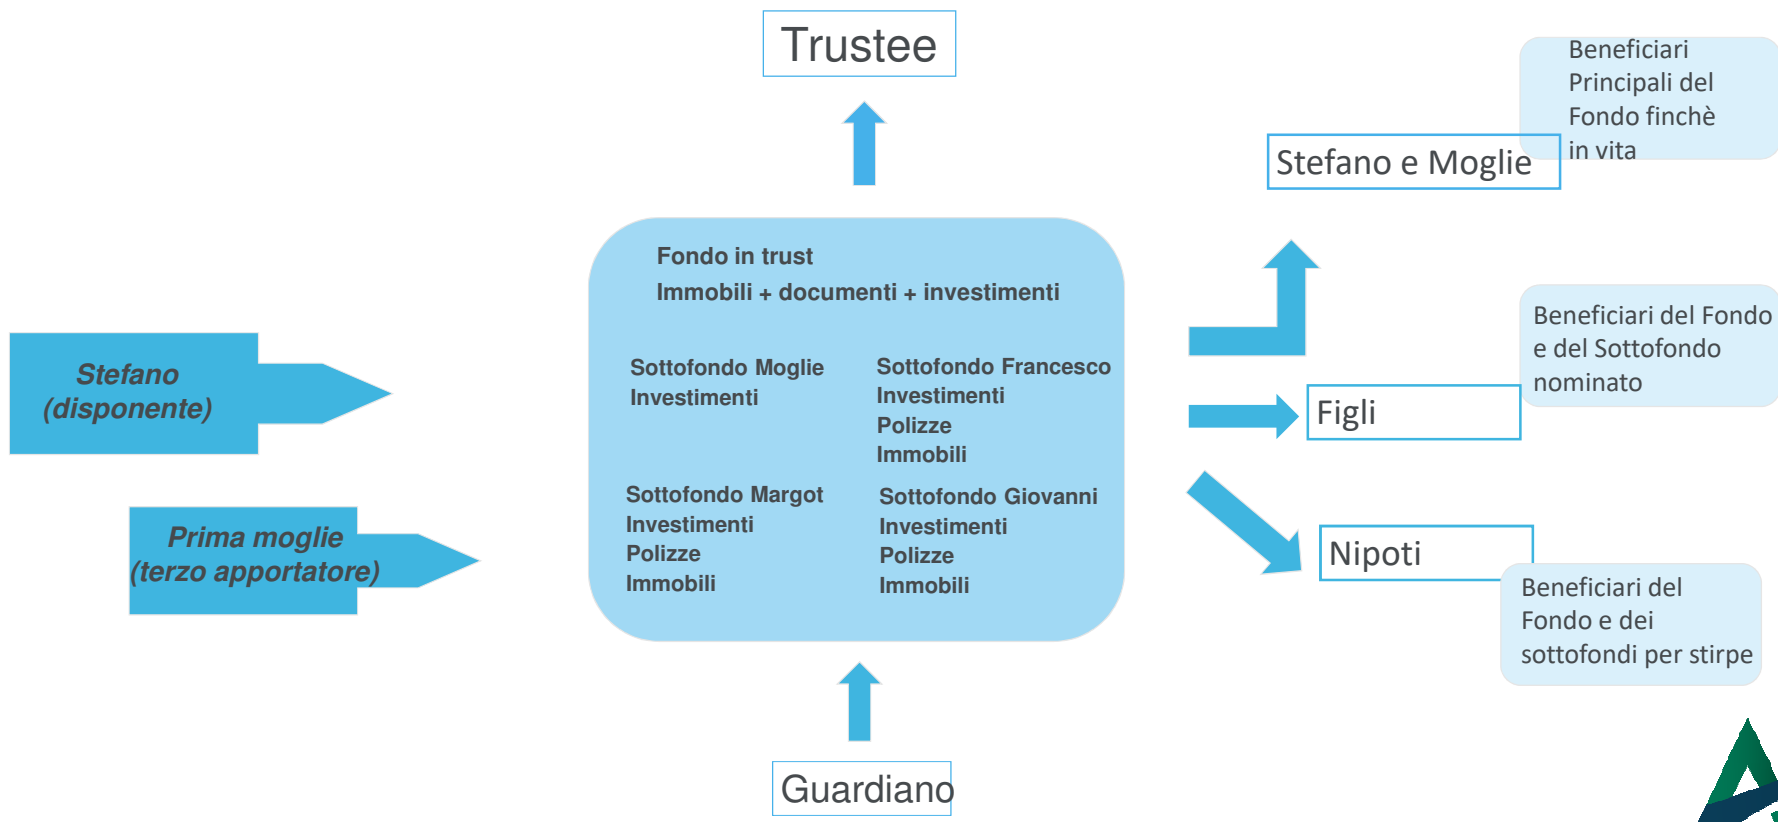 Trustee
Beneficiari
Principali del
Fondo finchè
in vita
Stefano e Moglie
Fondo in trust
Immobili + documenti + investimenti
Stefano
(disponente)
Sottofondo Moglie
Investimenti
Sottofondo Francesco
Investimenti
Polizze
Immobili
Beneficiari del Fondo
e del Sottofondo
nominato
Figli
Prima moglie
(terzo apportatore)
Sottofondo Margot
Investimenti
Polizze
Immobili
Sottofondo Giovanni
Investimenti
Polizze
Immobili
Nipoti
Beneficiari del
Fondo e dei
sottofondi per stirpe
Guardiano